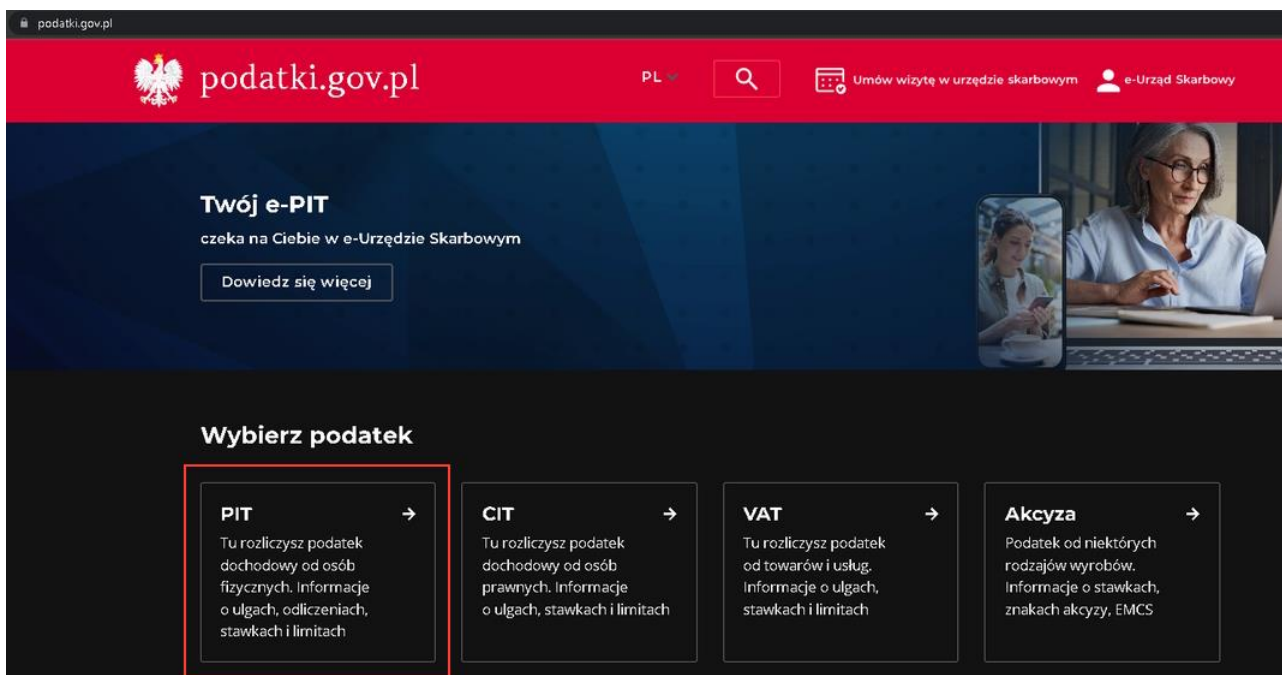 podatki.gov.pl
podatki.gov.pl
PL
Umów wizytę w urzędzie skarbowym
e-Urząd Skarbowy
Twój e-PIT
czeka na Ciebie w e-Urzędzie Skarbowym
Dowiedz się więcej
Wybierz podatek
PIT
Tu rozliczysz podatek
dochodowy od osób
fizycznych. Informacje
o ulgach, odliczeniach,
stawkach i limitach
CIT
Tu rozliczysz podatek
dochodowy od osób
prawnych. Informacje
o ulgach, stawkach i limitach
VAT
Tu rozliczysz podatek
od towarów i usług.
Informacje o ulgach,
stawkach i limitach
Akcyza
Podatek od niektórych
rodzajów wyrobów.
Informacje o stawkach,
znakach akcyzy, EMCS